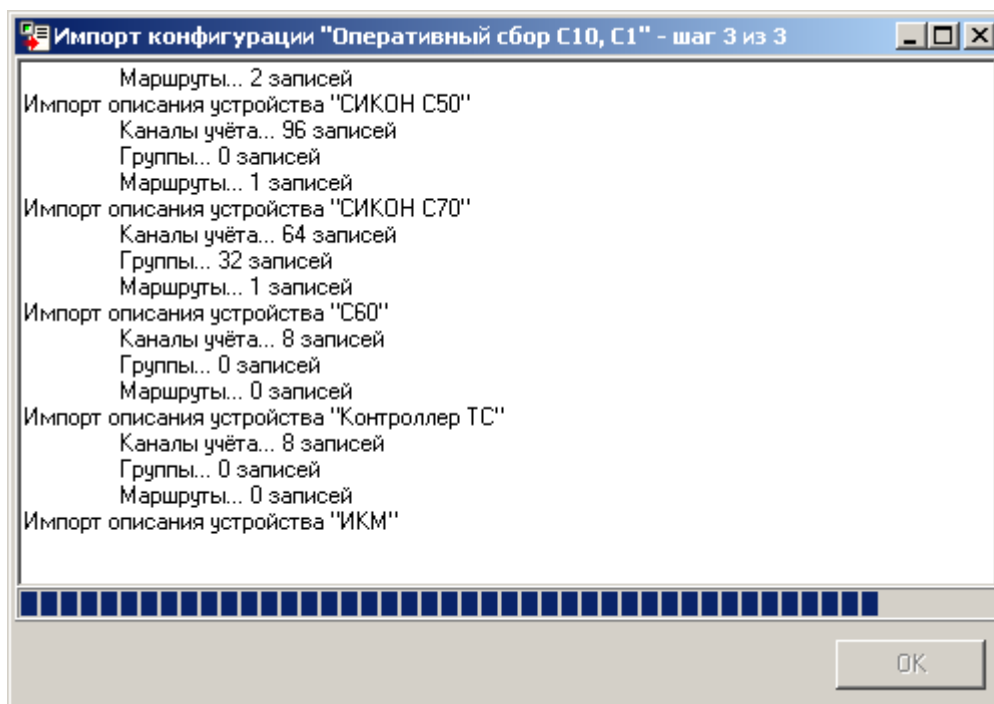 Импорт конфигурации "Оперативный сбор С10, С1" - шаг 3 из 3
Маршруты... 2 записей
Импорт описания устройства "СИКОН С50"
Каналы учёта... 96 записей
Группы... 0 записей
Маршруты... 1 записей
Импорт описания устройства "СИКОН С70"
Каналы учёта... 64 записей
Группы... 32 записей
Маршруты... 1 записей
Импорт описания устройства "С60"
Каналы учёта... 8 записей
Группы... 0 записей
Маршруты... 0 записей
Импорт описания устройства "Контроллер ТС"
Каналы учёта... 8 записей
Группы... 0 записей
Маршруты... 0 записей
Импорт описания устройства "ИКМ"
OK